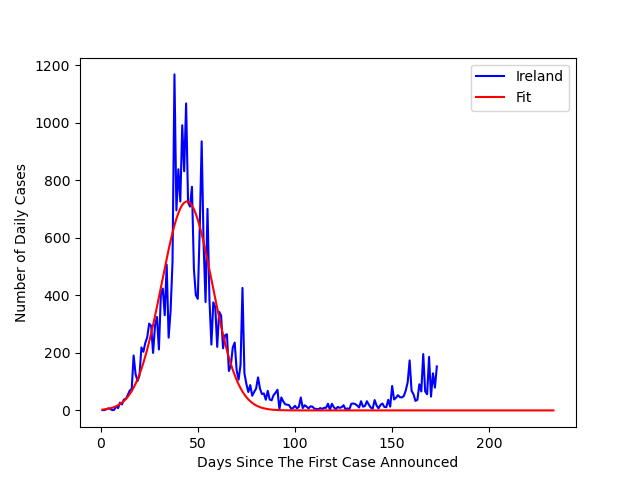 1200
1000
800
600
400
200
0
Number of Daily Cases
Ireland
Fit
0 50 100 150 200
Days Since The First Case Announced